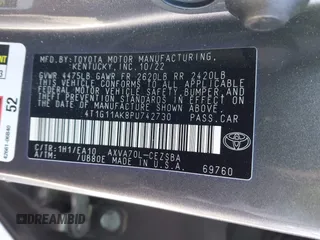 MFD. BY:
TOYOTA MOTOR MANUFACTURING,
KENTUCKY, INC. 10/22
GVWR 4475LB GAWR FR 2620LB RR 2420LB
THIS VEHICLE CONFORMS TO ALL APPLICABLE
FEDERAL MOTOR VEHICLE SAFETY, BUMPER, AND
THEFT PREVENTION STANDARDS IN EFFECT ON
THE DATE OF MANUFACTURE SHOWN ABOVE.
4T1G11AK8PU742730 PASS.CAR
C/TR: 1H1/EA10 AXVA70L-CEZSBA
/UB80E MADE IN U.S.A.
69760
52
AUTOBIDMASTER